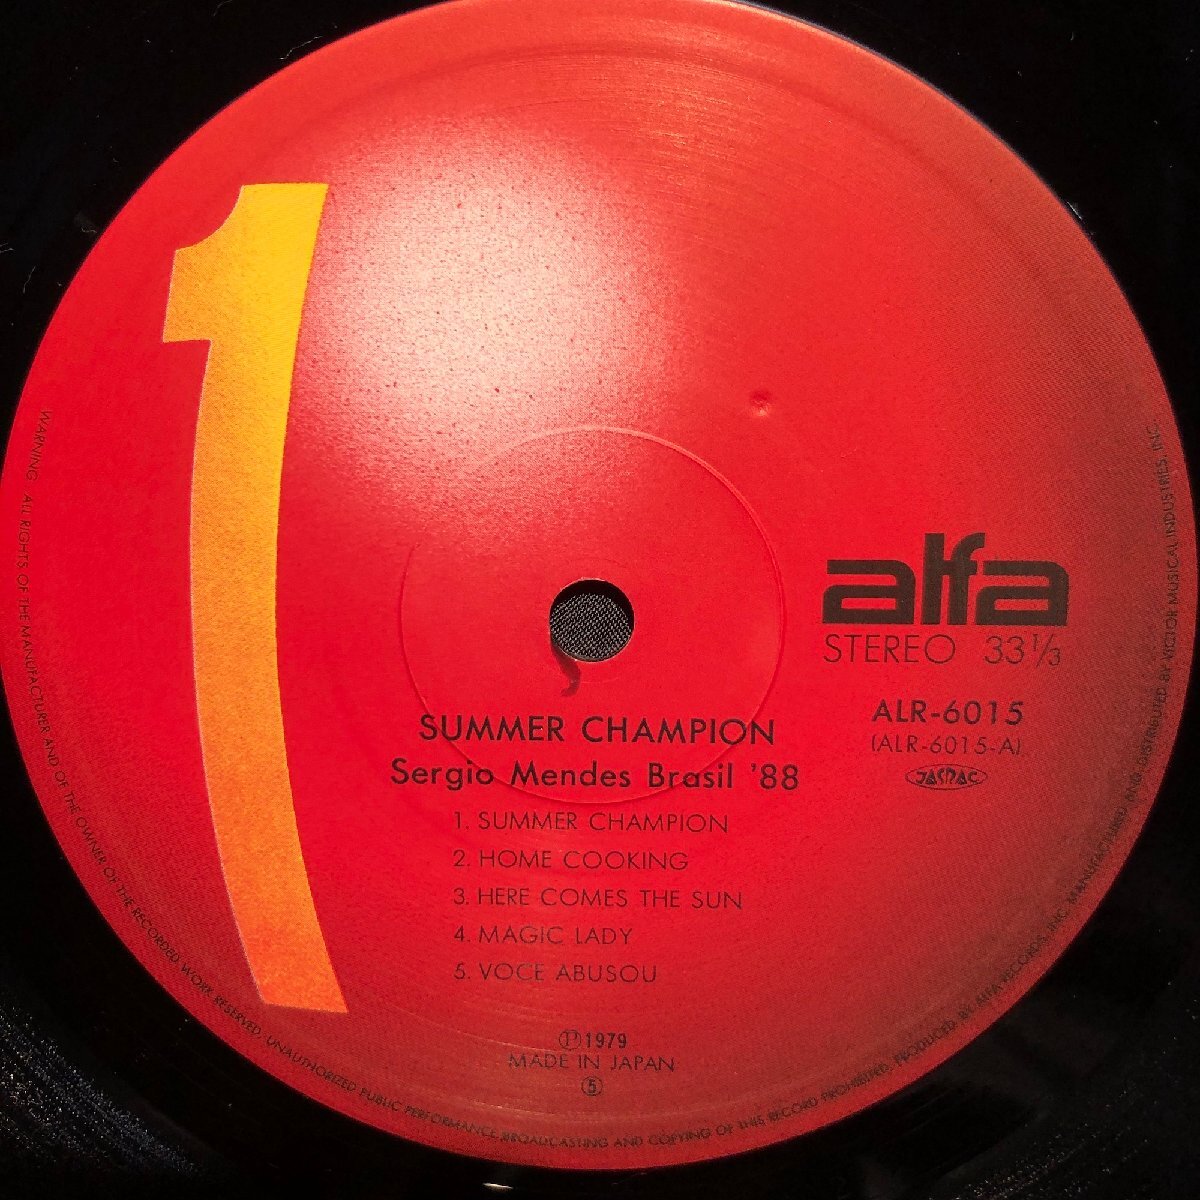 1
alfa
STEREO 33⅓
ALR-6015
(ALR-6015-A)
JASRAC
SUMMER CHAMPION
Sergio Mendes Brasil '88
1. SUMMER CHAMPION
2. HOME COOKING
3. HERE COMES THE SUN
4. MAGIC LADY
5. VOCE ABUSOU
Ⓟ1979
MADE IN JAPAN
⑤
WARNING: ALL RIGHTS OF THE MANUFACTURER AND OF THE OWNER OF THE RECORDED WORK RESERVED. UNAUTHORIZED PUBLIC PERFORMANCE, BROADCASTING AND COPYING OF THIS RECORD PROHIBITED. PRODUCED BY ALFA RECORDS, INC. MANUFACTURED AND DISTRIBUTED BY VICTOR MUSICAL INDUSTRIES, INC.